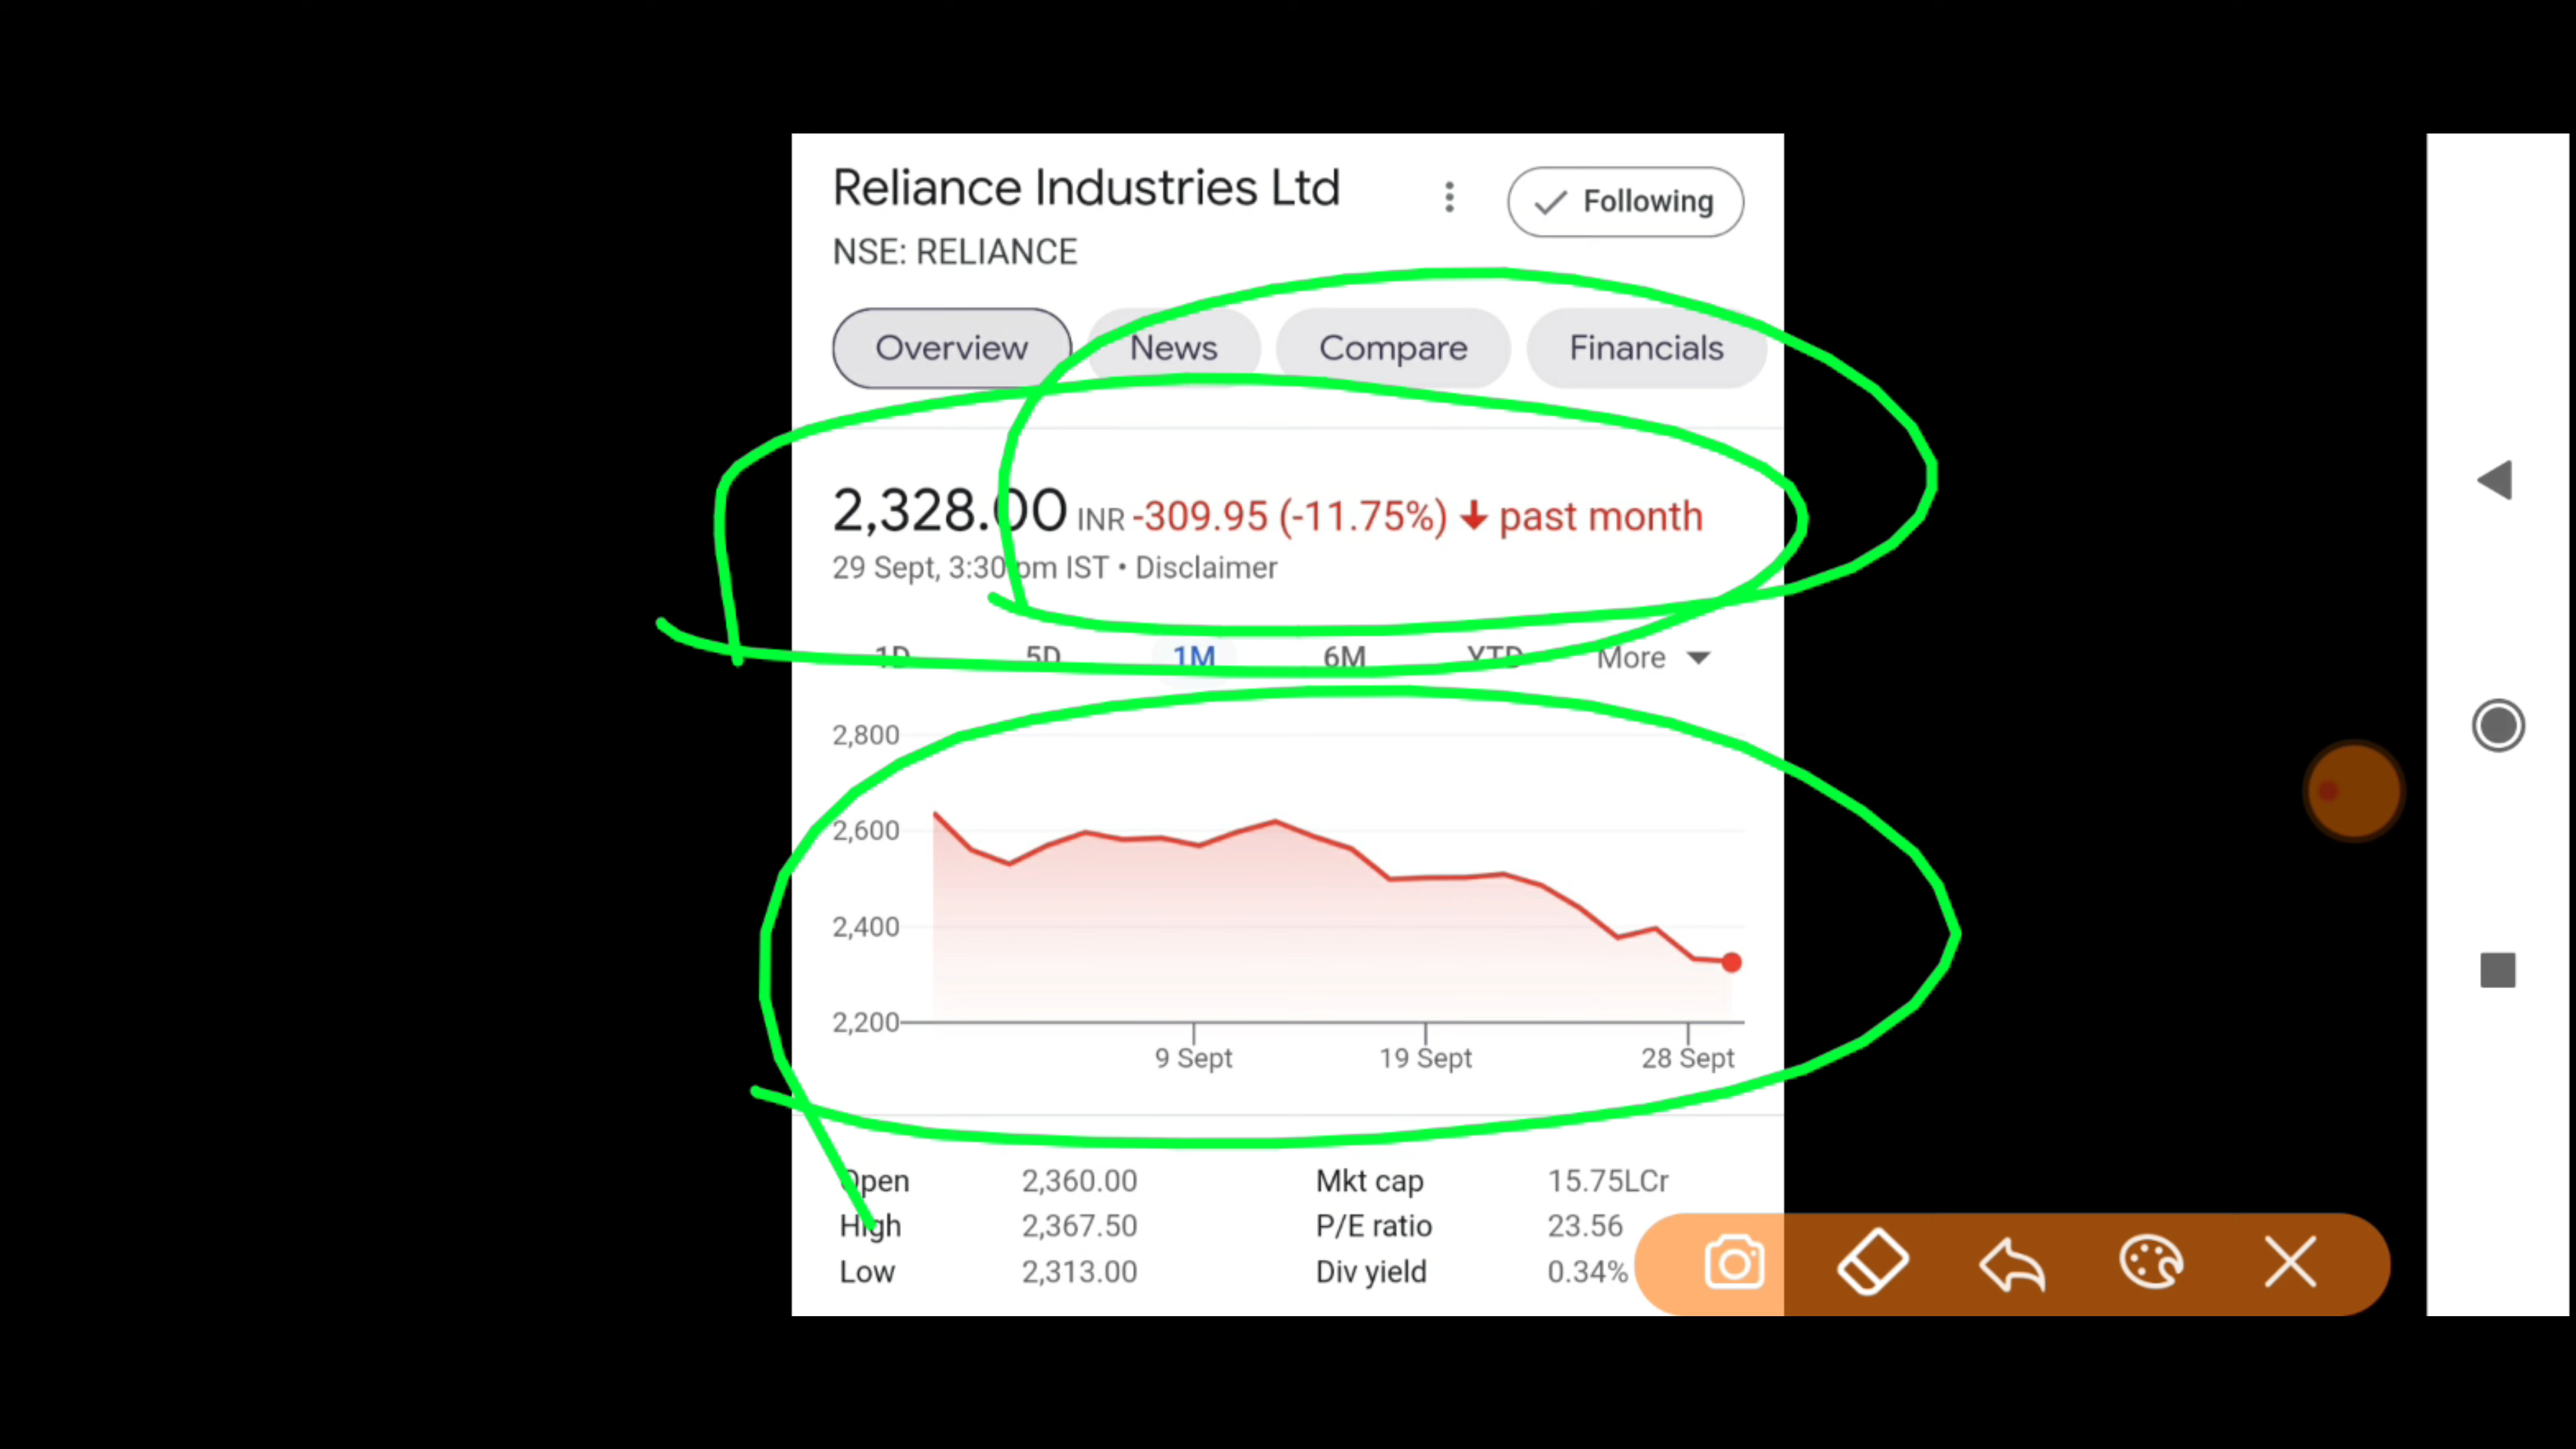 Reliance Industries Ltd
Following
NSE: RELIANCE
Overview News Compare Financials
2,328.00 INR -309.95 (-11.75%) past month
29 Sept, 3:30 pm IST • Disclaimer
1D 5D 1M 6M YTD More
2,800
2,600
2,400
2,200
9 Sept 19 Sept 28 Sept
Open 2,360.00 Mkt cap 15.75LCr
High 2,367.50 P/E ratio 23.56
Low 2,313.00 Div yield 0.34%